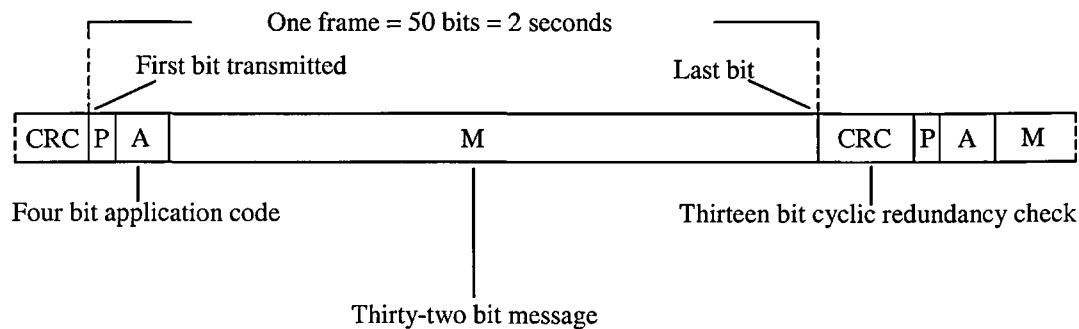 One frame = 50 bits = 2 seconds
First bit transmitted
Last bit
CRC P A M CRC P A M
Four bit application code
Thirteen bit cyclic redundancy check
Thirty-two bit message